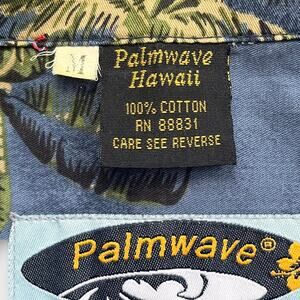 M
Palmwave
Hawaii
100% COTTON
RN 88831
CARE SEE REVERSE
Palmwave®